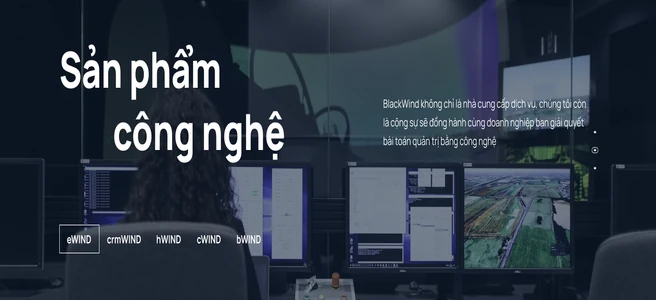 Sản phẩm
công nghệ
BlackWind không chỉ là nhà cung cấp dịch vụ, chúng tôi còn
là cộng sự sẽ đồng hành cùng doanh nghiệp bạn giải quyết
bài toán quản trị bằng công nghệ
eWIND crmWIND hWIND cWIND bWIND